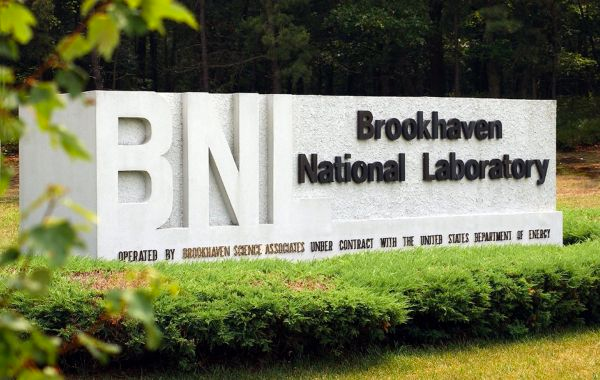 BNL
Brookhaven
National Laboratory
OPERATED BY BROOKHAVEN SCIENCE ASSOCIATES UNDER CONTRACT WITH THE UNITED STATES DEPARTMENT OF ENERGY